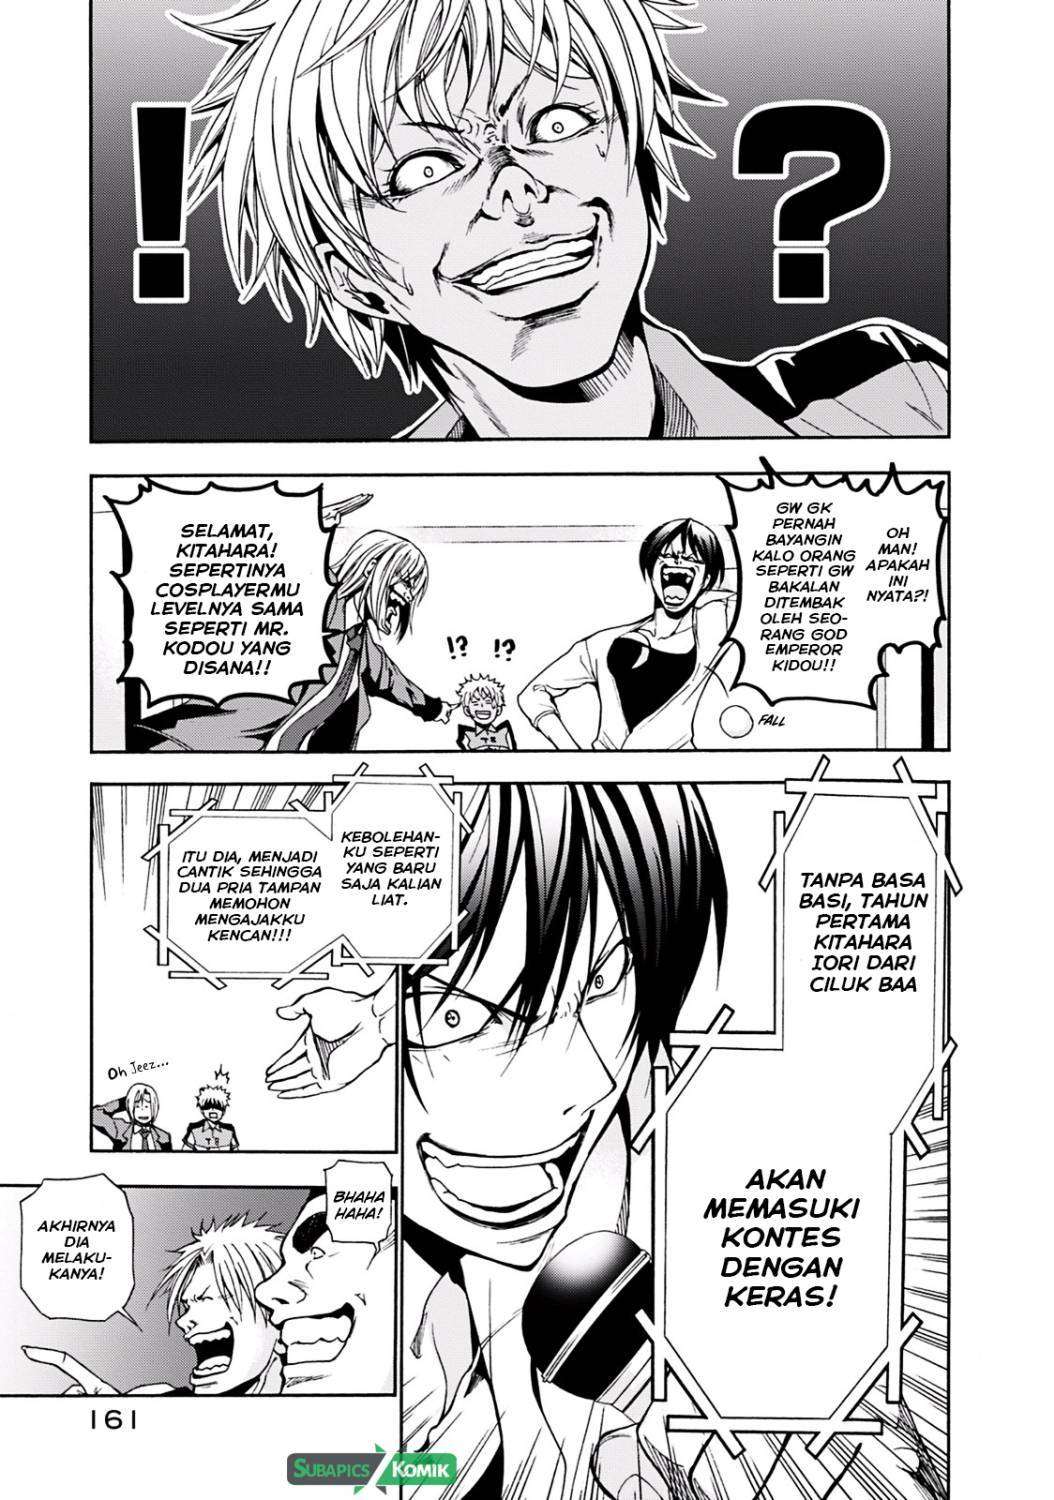 !
?
OH
MAN!
APAKAH
INI
NYATA?!
GW GK
PERNAH
BAYANGIN
KALO ORANG
SEPERTI GW
BAKALAN
DITEMBAK
OLEH SEO-
RANG GOD
EMPEROR
KIDOU!!
FALL
!?
!?
SELAMAT,
KITAHARA!
SEPERTINYA
COSPLAYERMU
LEVELNYA SAMA
SEPERTI MR.
KODOU YANG
DISANA!!
TANPA BASA
BASI, TAHUN
PERTAMA
KITAHARA
IORI DARI
CILUK BAA
AKAN
MEMASUKI
KONTES
DENGAN
KERAS!
KEBOLEHAN-
KU SEPERTI
YANG BARU
SAJA KALIAN
LIAT.
ITU DIA, MENJADI
CANTIK SEHINGGA
DUA PRIA TAMPAN
MEMOHON
MENGAJAKKU
KENCAN!!!
Oh Jeez...
BHAHA
HAHA!
AKHIRNYA
DIA
MELAKU-
KANYA!
161
SUBAPICS KOMIK